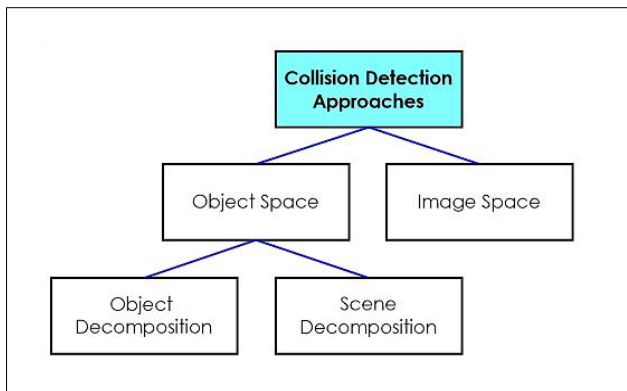 Collision Detection
Approaches
Object Space
Image Space
Object
Decomposition
Scene
Decomposition